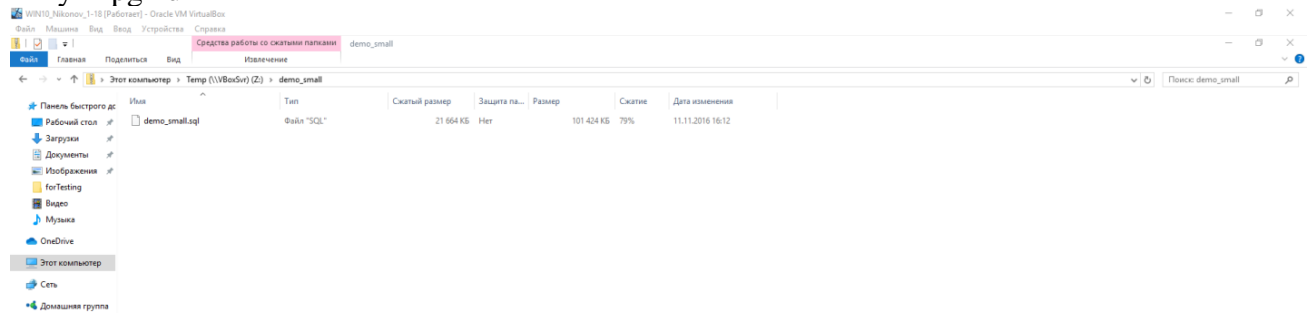 WIN10_Nikonov_1-18 [Работает] - Oracle VM VirtualBox
Файл Машина Вид Ввод Устройства Справка
Средства работы со сжатыми папками demo_small
Файл Главная Поделиться Вид Извлечение
Этот компьютер › Temp (\\VBoxSvr) (Z:) › demo_small
Поиск: demo_small
Панель быстрого дс
Имя Тип Сжатый размер Защита па... Размер Сжатие Дата изменения
Рабочий стол
demo_small.sql Файл "SQL" 21 664 КБ Нет 101 424 КБ 79% 11.11.2016 16:12
Загрузки
Документы
Изображения
forTesting
Видео
Музыка
OneDrive
Этот компьютер
Сеть
Домашняя группа